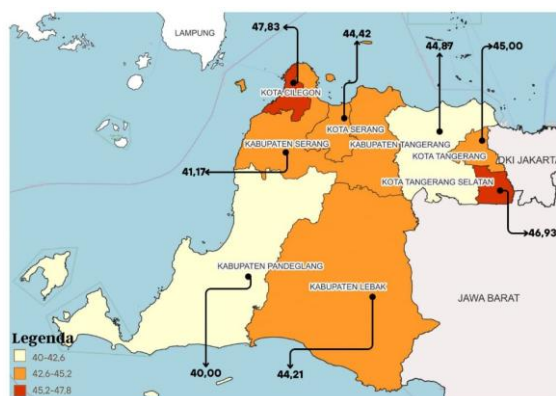 47,83
44,42
44,87
45,00
LAMPUNG
KOTA CILEGON
KOTA SERANG
KABUPATEN SERANG
KABUPATEN TANGERANG
KOTA TANGERANG
DKI JAKARTA
41,17
KOTA TANGERANG SELATAN
46,93
KABUPATEN PANDEGLANG
KABUPATEN LEBAK
JAWA BARAT
Legenda
40-42,6
42,6-45,2
45,2-47,8
40,00
44,21